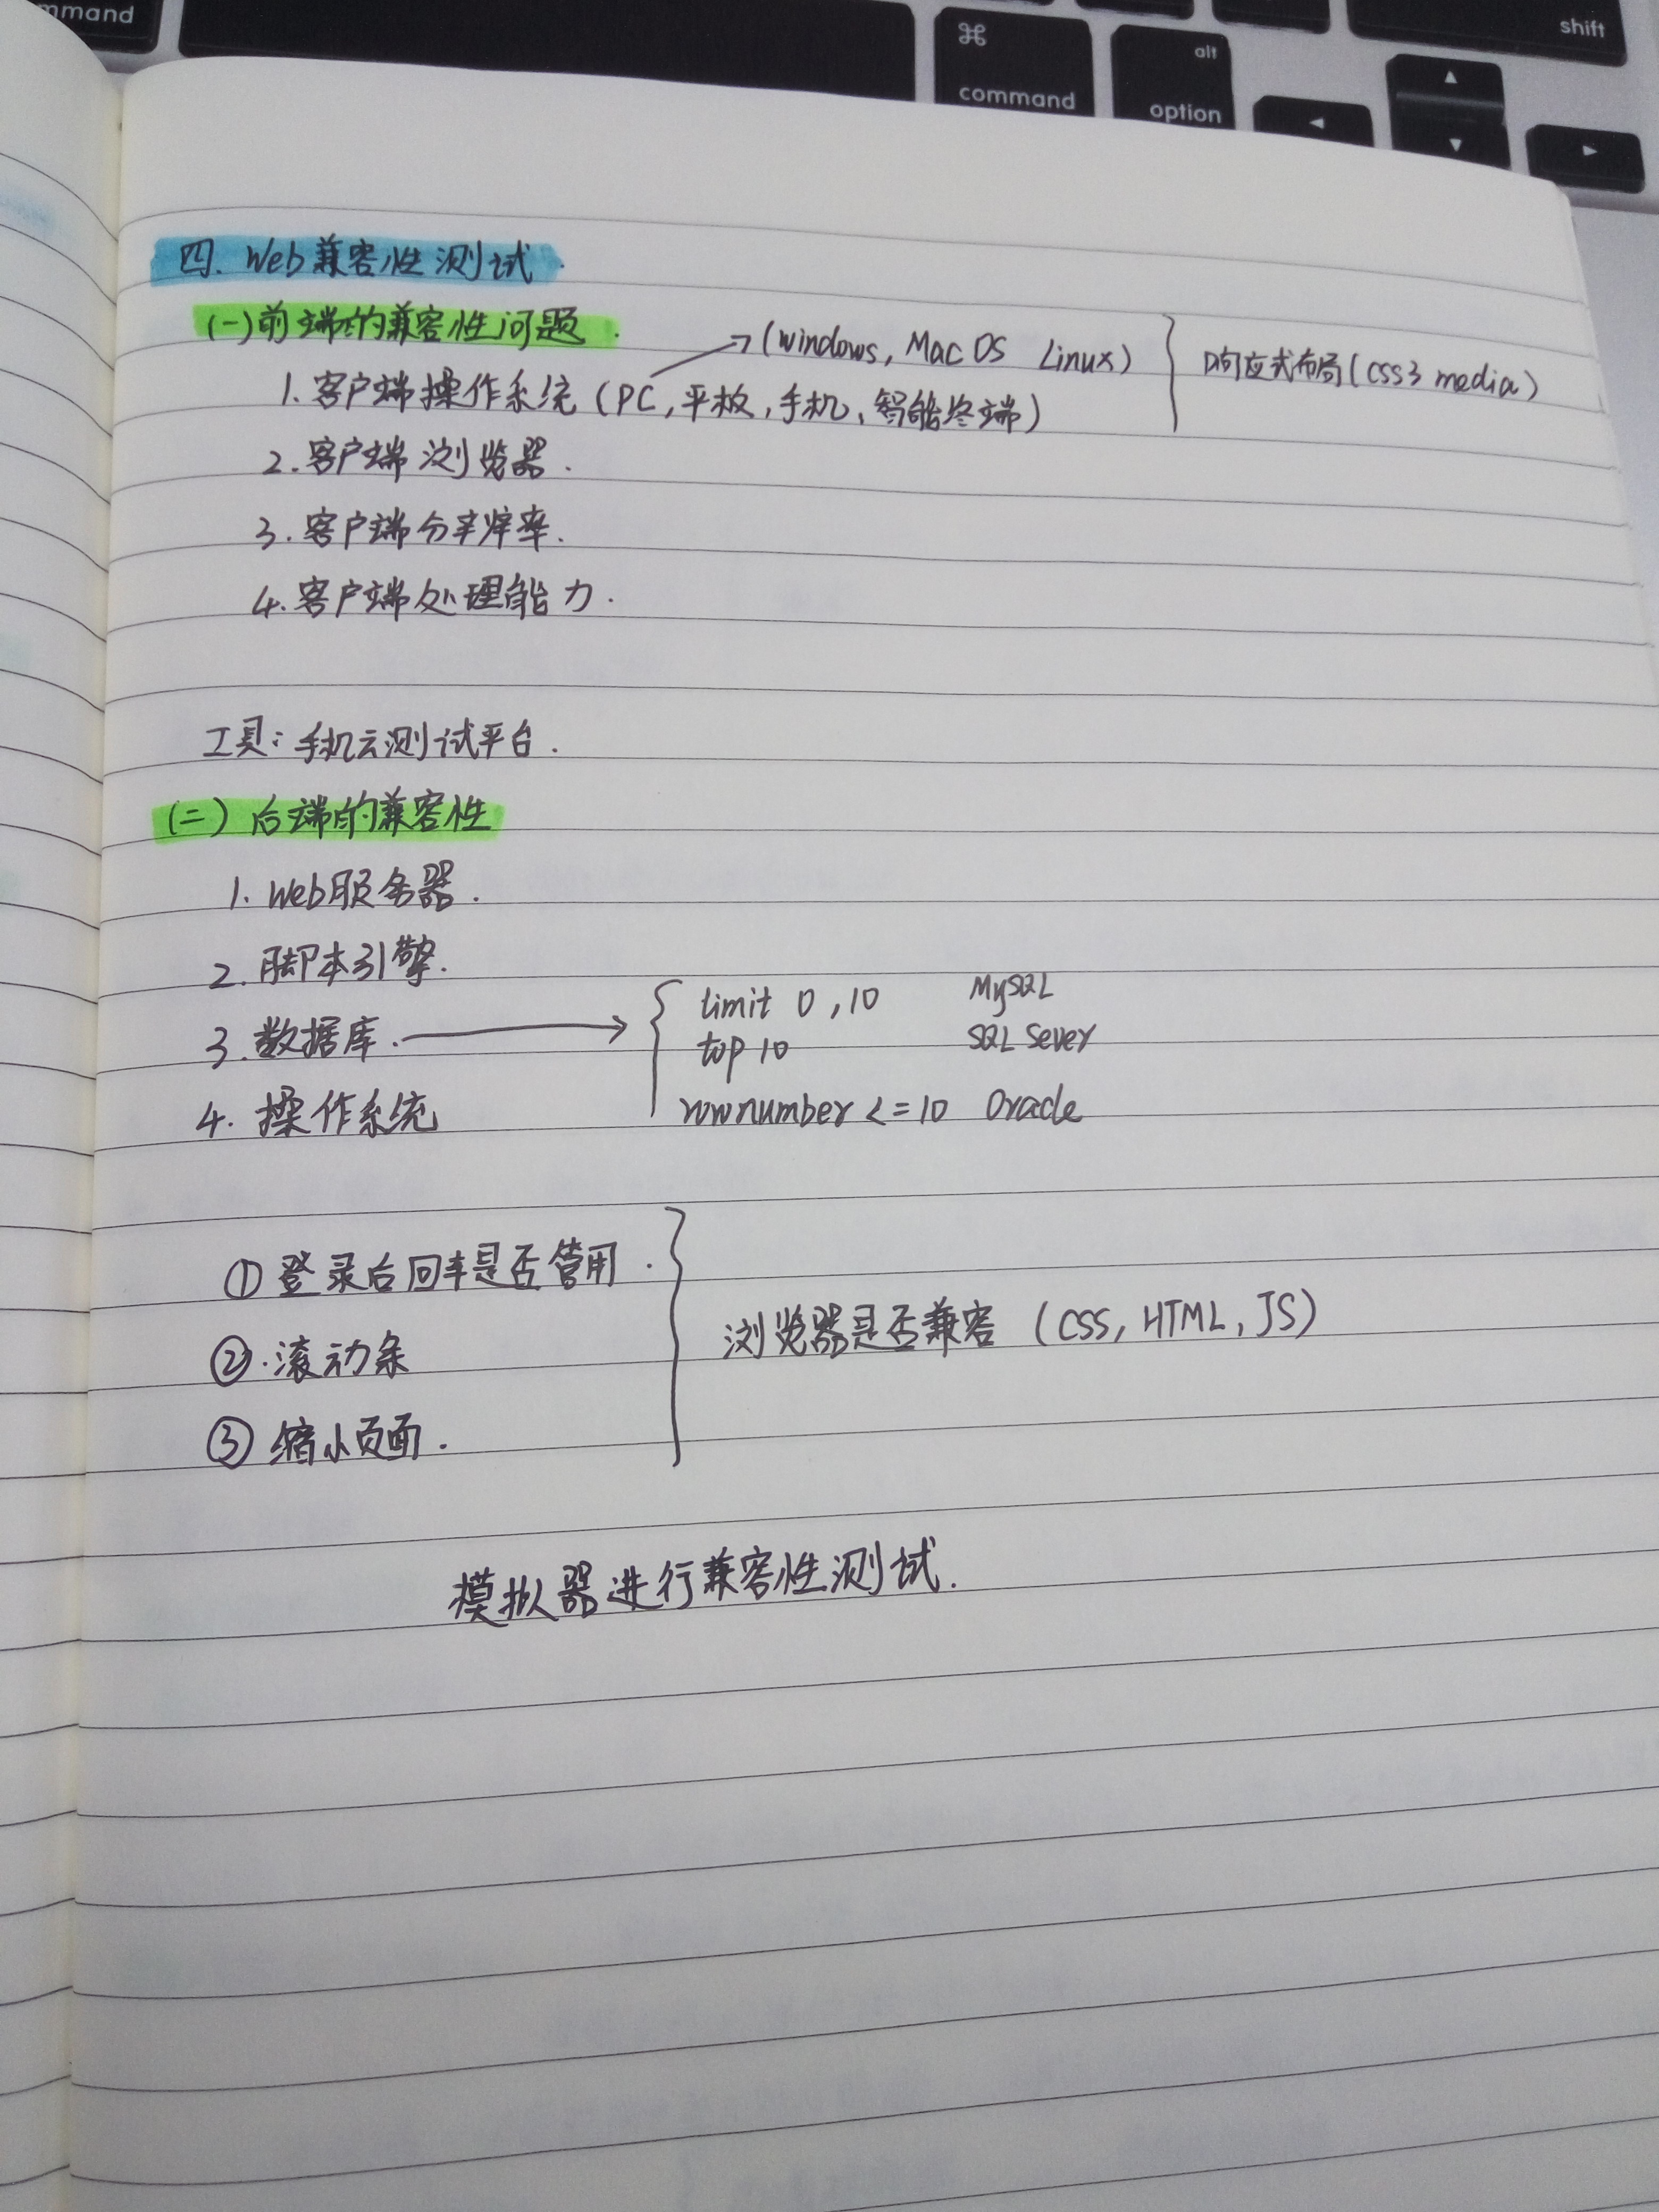 mmand
⌘
command
alt
option
shift
四. Web兼容性测试.
(一)前端的兼容性问题.
(windows, Mac OS Linux)
响应式布局(css3 media)
1. 客户端操作系统(PC,平板,手机、智能终端)
2. 客户端浏览器.
3. 客户端分辨率.
4. 客户端处理能力.
工具:手机云测试平台.
(二)后端的兼容性
1. Web服务器.
2. 脚本引擎.
3. 数据库.
limit 0,10 MySQL
top 10 SQL Sever
rownumber <=10 Oracle
4. 操作系统
① 登录后回车是否管用.
② .滚动条
③ 缩小页面.
浏览器是否兼容 (CSS, HTML, JS)
模拟器进行兼容性测试.